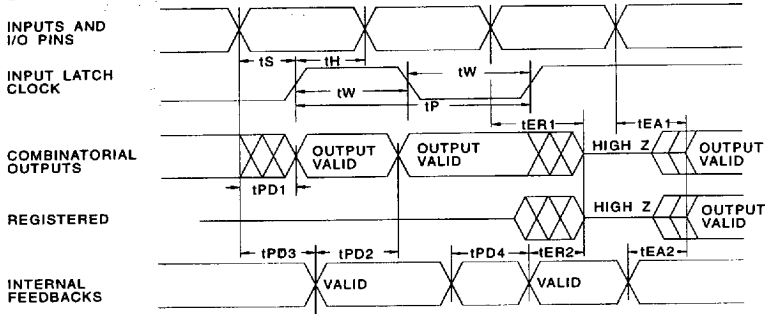 INPUTS AND
I/O PINS
tS
tH
INPUT LATCH
CLOCK
tW
tW
tP
tER1
tEA1
COMBINATORIAL
OUTPUTS
OUTPUT
VALID
OUTPUT
VALID
HIGH Z
OUTPUT
VALID
tPD1
REGISTERED
HIGH Z
OUTPUT
VALID
tPD3
tPD2
tPD4
tER2
tEA2
INTERNAL
FEEDBACKS
VALID
VALID